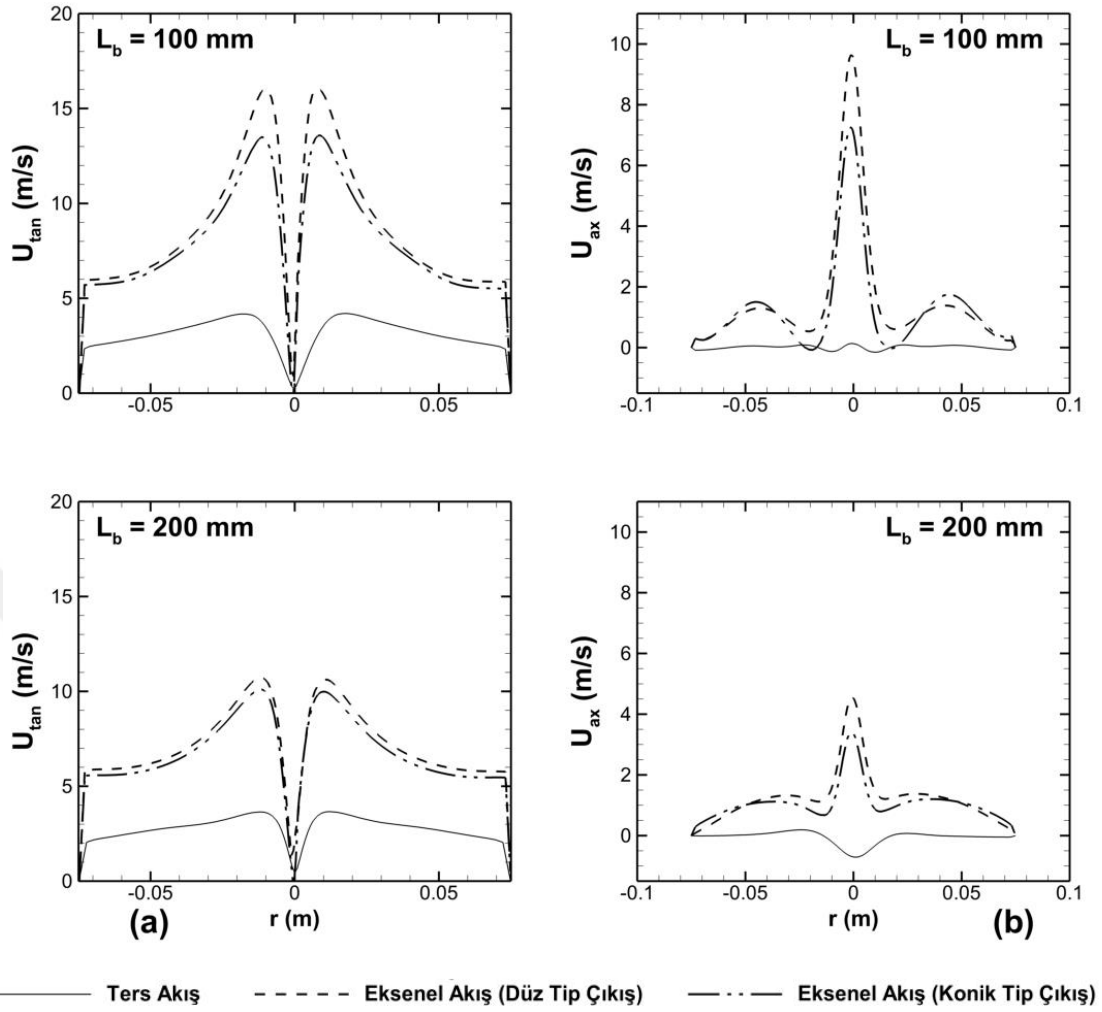 L_b = 100 mm
U_tan (m/s)
20
15
10
5
0
-0.05 0 0.05
L_b = 100 mm
U_ax (m/s)
10
8
6
4
2
0
-0.1 -0.05 0 0.05 0.1
L_b = 200 mm
U_tan (m/s)
20
15
10
5
0
-0.05 0 0.05
(a) r (m)
L_b = 200 mm
U_ax (m/s)
10
8
6
4
2
0
-0.1 -0.05 0 0.05 0.1
r (m) (b)
Ters Akış Eksenel Akış (Düz Tip Çıkış) Eksenel Akış (Konik Tip Çıkış)